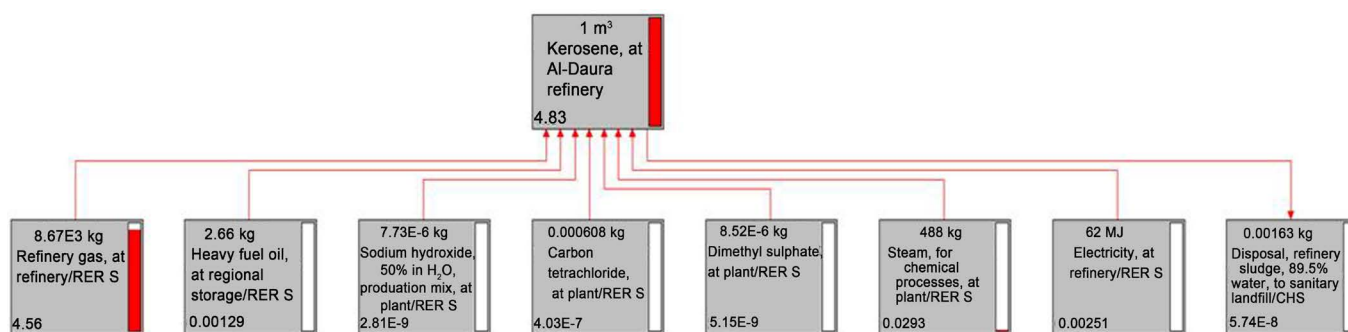 1 m³
Kerosene, at
Al-Daura
refinery
4.83
8.67E3 kg
Refinery gas, at
refinery/RER S
4.56
2.66 kg
Heavy fuel oil,
at regional
storage/RER S
0.00129
7.73E-6 kg
Sodium hydroxide,
50% in H₂O,
produation mix, at
plant/RER S
2.81E-9
0.000608 kg
Carbon
tetrachloride,
at plant/RER S
4.03E-7
8.52E-6 kg
Dimethyl sulphate,
at plant/RER S
5.15E-9
488 kg
Steam, for
chemical
processes, at
plant/RER S
0.0293
62 MJ
Electricity, at
refinery/RER S
0.00251
0.00163 kg
Disposal, refinery
sludge, 89.5%
water, to sanitary
landfill/CHS
5.74E-8